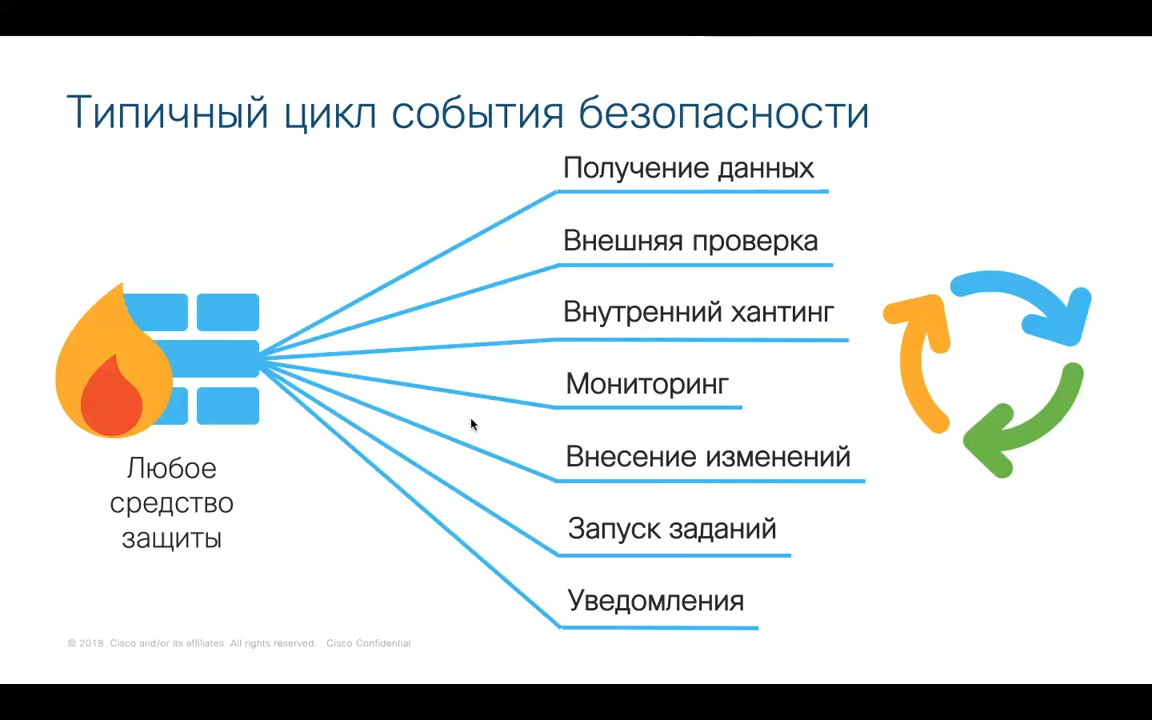 Типичный цикл события безопасности
Получение данных
Внешняя проверка
Внутренний хантинг
Мониторинг
Внесение изменений
Запуск заданий
Уведомления
Любое
средство
защиты
© 2018 Cisco and/or its affiliates. All rights reserved. Cisco Confidential